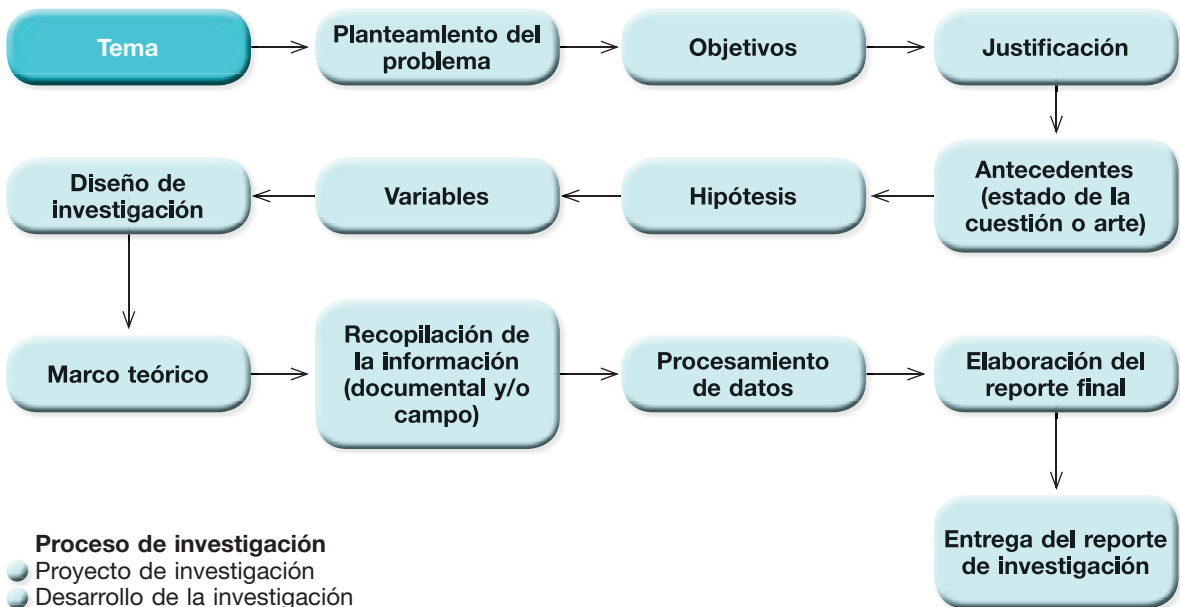 Tema
Planteamiento del
problema
Objetivos
Justificación
Antecedentes
(estado de la
cuestión o arte)
Hipótesis
Variables
Diseño de
investigación
Marco teórico
Recopilación de
la información
(documental y/o
campo)
Procesamiento
de datos
Elaboración del
reporte final
Entrega del reporte
de investigación
Proceso de investigación
Proyecto de investigación
Desarrollo de la investigación